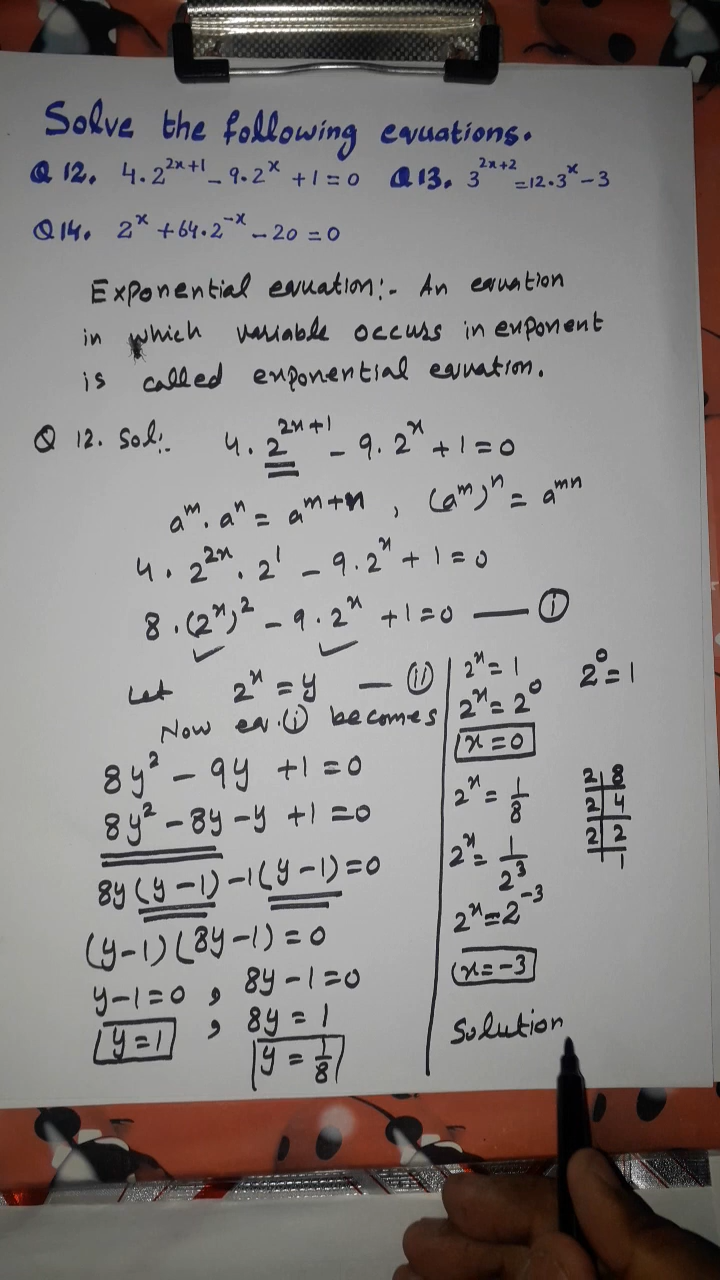 Solve the following equations.
Q 12. 4.2^{2x+1} - 9.2^x + 1 = 0 Q 13. 3^{2x+2} = 12.3^x - 3
Q 14. 2^x + 64.2^{-x} - 20 = 0
Exponential equation:- An equation
in which variable occurs in exponent
is called exponential equation.
Q 12. Sol:- 4.2^{2x+1} - 9.2^x + 1 = 0
a^m.a^n = a^{m+n} , (a^m)^n = a^{mn}
4.2^{2x}.2^1 - 9.2^x + 1 = 0
8.(2^x)^2 - 9.2^x + 1 = 0 — (i)
Let 2^x = y — (ii)
Now eq.(i) becomes
8y^2 - 9y + 1 = 0
8y^2 - 8y - y + 1 = 0
8y(y-1) - 1(y-1) = 0
(y-1)(8y-1) = 0
y-1 = 0 , 8y-1 = 0
y = 1 , 8y = 1
y = 1/8
2^x = 1 2^0 = 1
2^x = 2^0
x = 0
2^x = 1/8
2^x = 1/2^3
2^x = 2^{-3}
x = -3
2 | 8
2 | 4
2 | 2
1
Solution